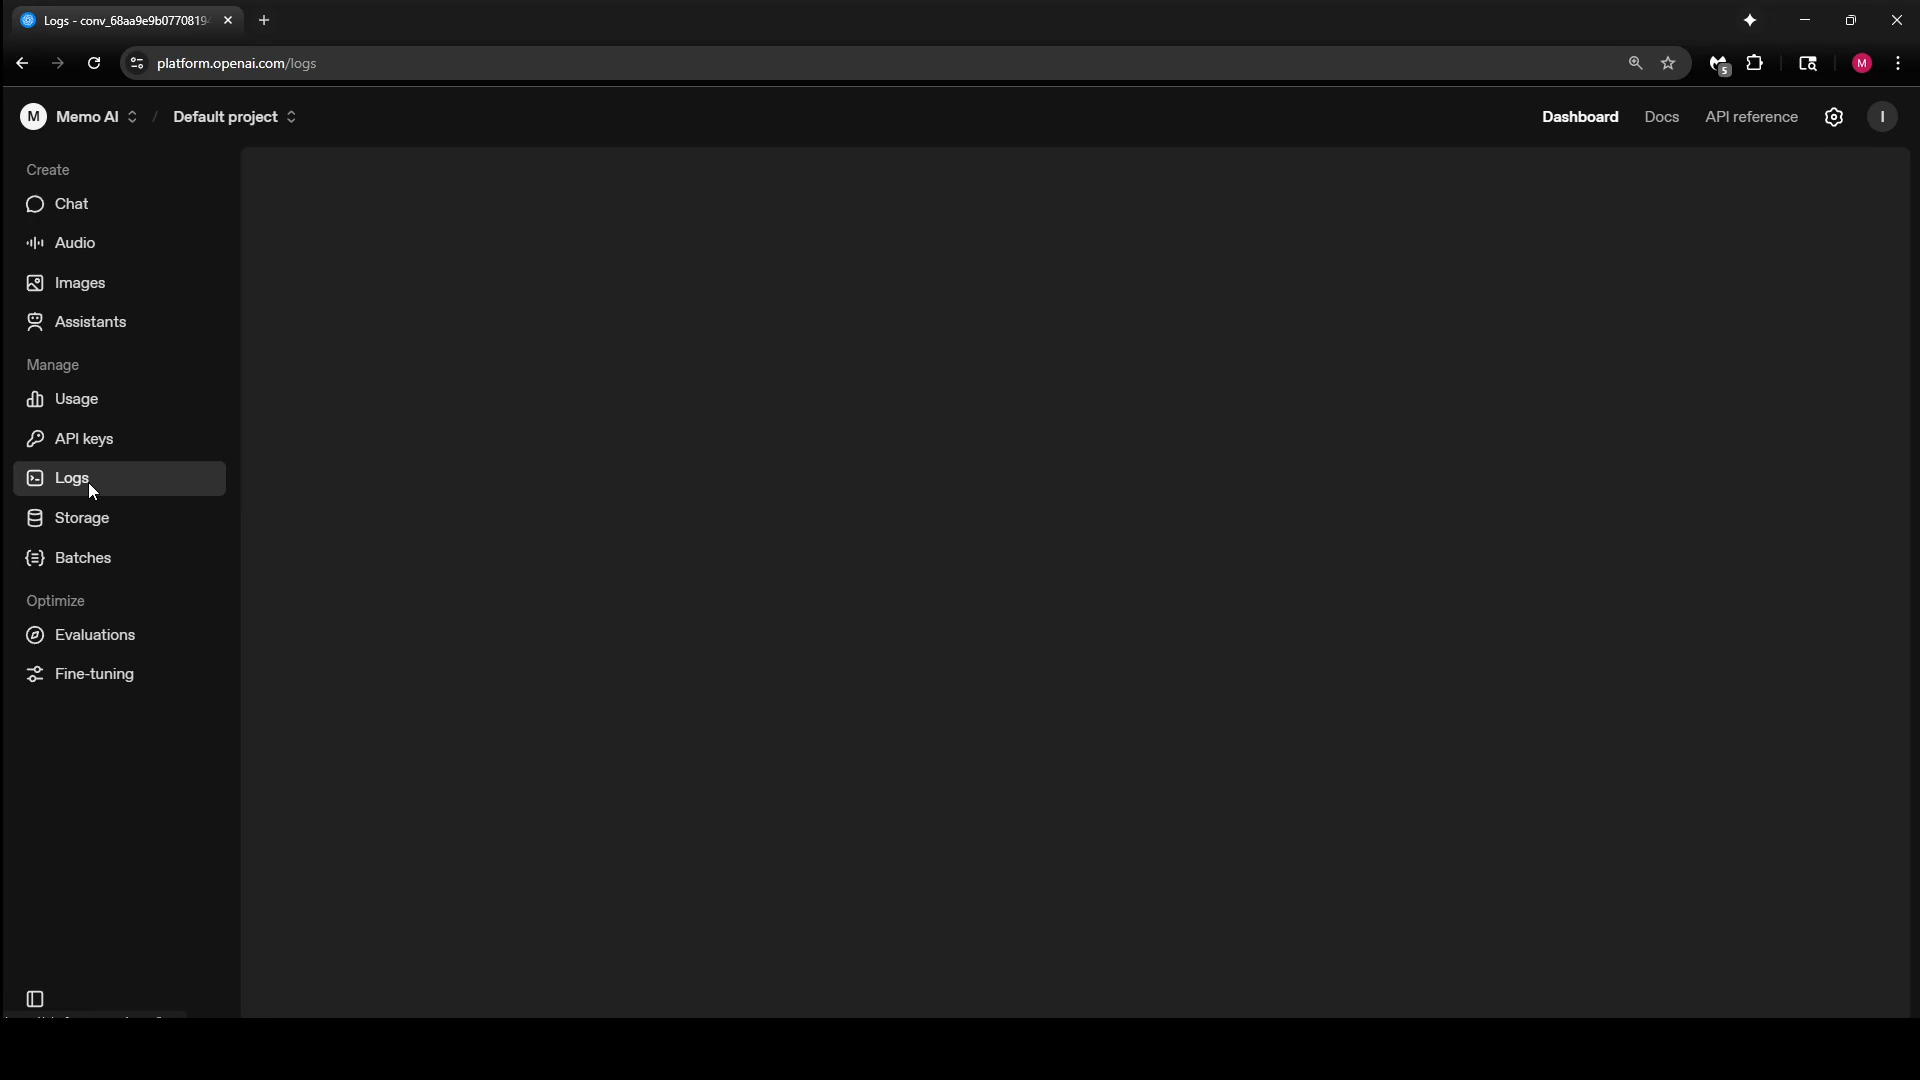 Logs - conv_68aa9e9b0770819
platform.openai.com/logs
5
M
M Memo AI / Default project
Dashboard Docs API reference I
Create
Chat
Audio
Images
Assistants
Manage
Usage
API keys
Logs
Storage
Batches
Optimize
Evaluations
Fine-tuning